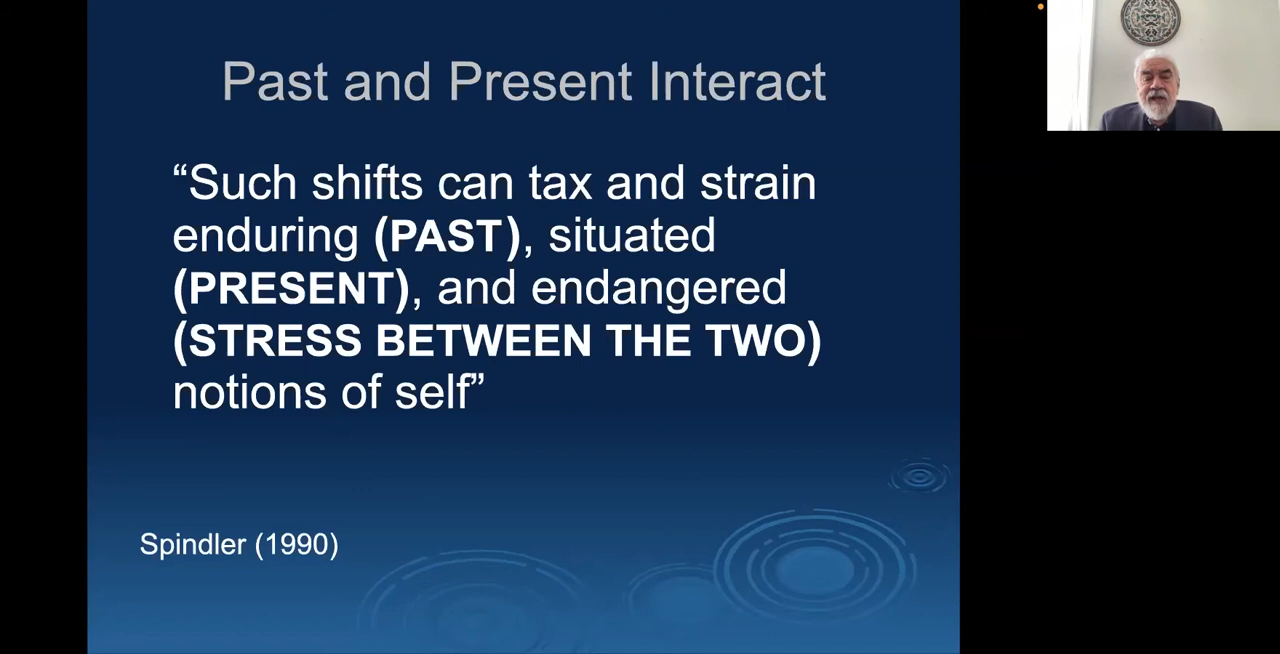 Past and Present Interact
“Such shifts can tax and strain
enduring (PAST), situated
(PRESENT), and endangered
(STRESS BETWEEN THE TWO)
notions of self”
Spindler (1990)